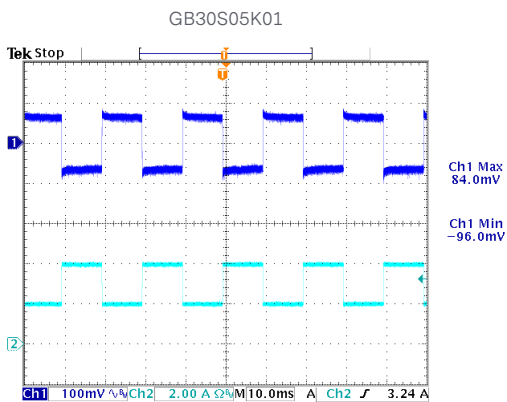 GB30S05K01
Tek Stop
T
T
1
Ch1 Max
84.0mV
Ch1 Min
−96.0mV
2
Ch1 100mV Ch2 2.00 A Ω M 10.0ms A Ch2 3.24 A